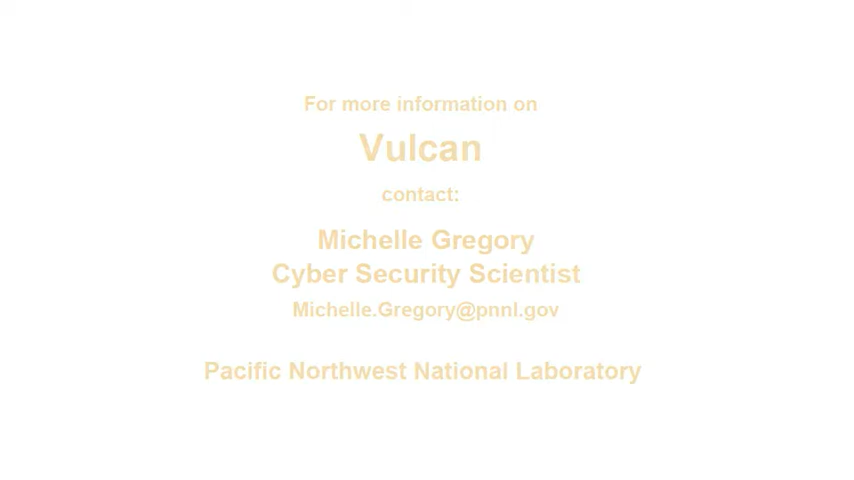 For more information on
Vulcan
contact:
Michelle Gregory
Cyber Security Scientist
Michelle.Gregory@pnnl.gov
Pacific Northwest National Laboratory